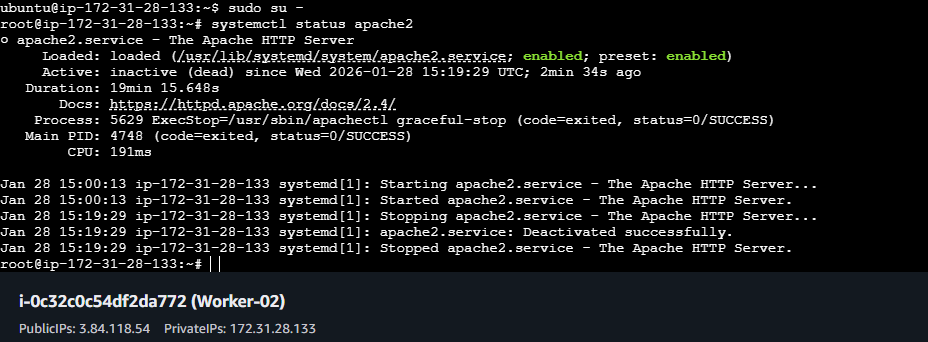 ubuntu@ip-172-31-28-133:~$ sudo su -
root@ip-172-31-28-133:~# systemctl status apache2
○ apache2.service - The Apache HTTP Server
     Loaded: loaded (/usr/lib/systemd/system/apache2.service; enabled; preset: enabled)
     Active: inactive (dead) since Wed 2026-01-28 15:19:29 UTC; 2min 34s ago
   Duration: 19min 15.648s
       Docs: https://httpd.apache.org/docs/2.4/
    Process: 5629 ExecStop=/usr/sbin/apachectl graceful-stop (code=exited, status=0/SUCCESS)
   Main PID: 4748 (code=exited, status=0/SUCCESS)
        CPU: 191ms
Jan 28 15:00:13 ip-172-31-28-133 systemd[1]: Starting apache2.service - The Apache HTTP Server...
Jan 28 15:00:13 ip-172-31-28-133 systemd[1]: Started apache2.service - The Apache HTTP Server.
Jan 28 15:19:29 ip-172-31-28-133 systemd[1]: Stopping apache2.service - The Apache HTTP Server...
Jan 28 15:19:29 ip-172-31-28-133 systemd[1]: apache2.service: Deactivated successfully.
Jan 28 15:19:29 ip-172-31-28-133 systemd[1]: Stopped apache2.service - The Apache HTTP Server.
root@ip-172-31-28-133:~#
i-0c32c0c54df2da772 (Worker-02)
PublicIPs: 3.84.118.54 PrivateIPs: 172.31.28.133